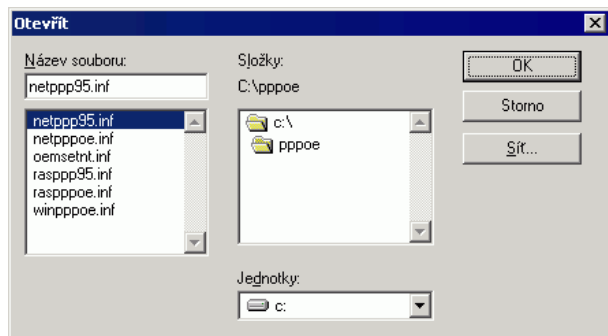 Otevřít
Název souboru:
netppp95.inf
netppp95.inf
netpppoe.inf
oemsetnt.inf
rasppp95.inf
raspppoe.inf
winpppoe.inf
Složky:
C:\pppoe
c:\
pppoe
Jednotky:
c:
OK
Storno
Síť...